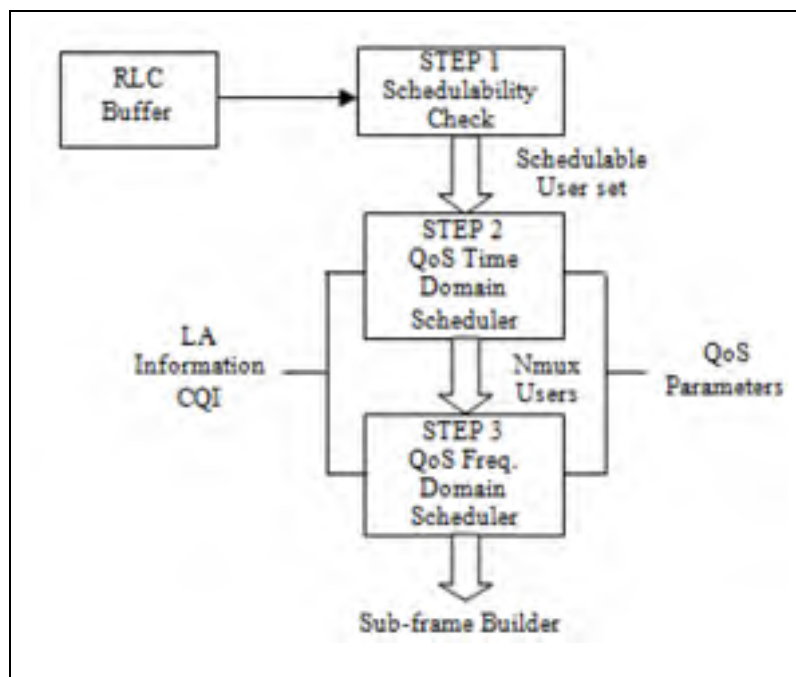 RLC
Buffer
STEP 1
Schedulability
Check
Schedulable
User set
STEP 2
QoS Time
Domain
Scheduler
LA
Information
CQI
Nmux
Users
QoS
Parameters
STEP 3
QoS Freq.
Domain
Scheduler
Sub-frame Builder